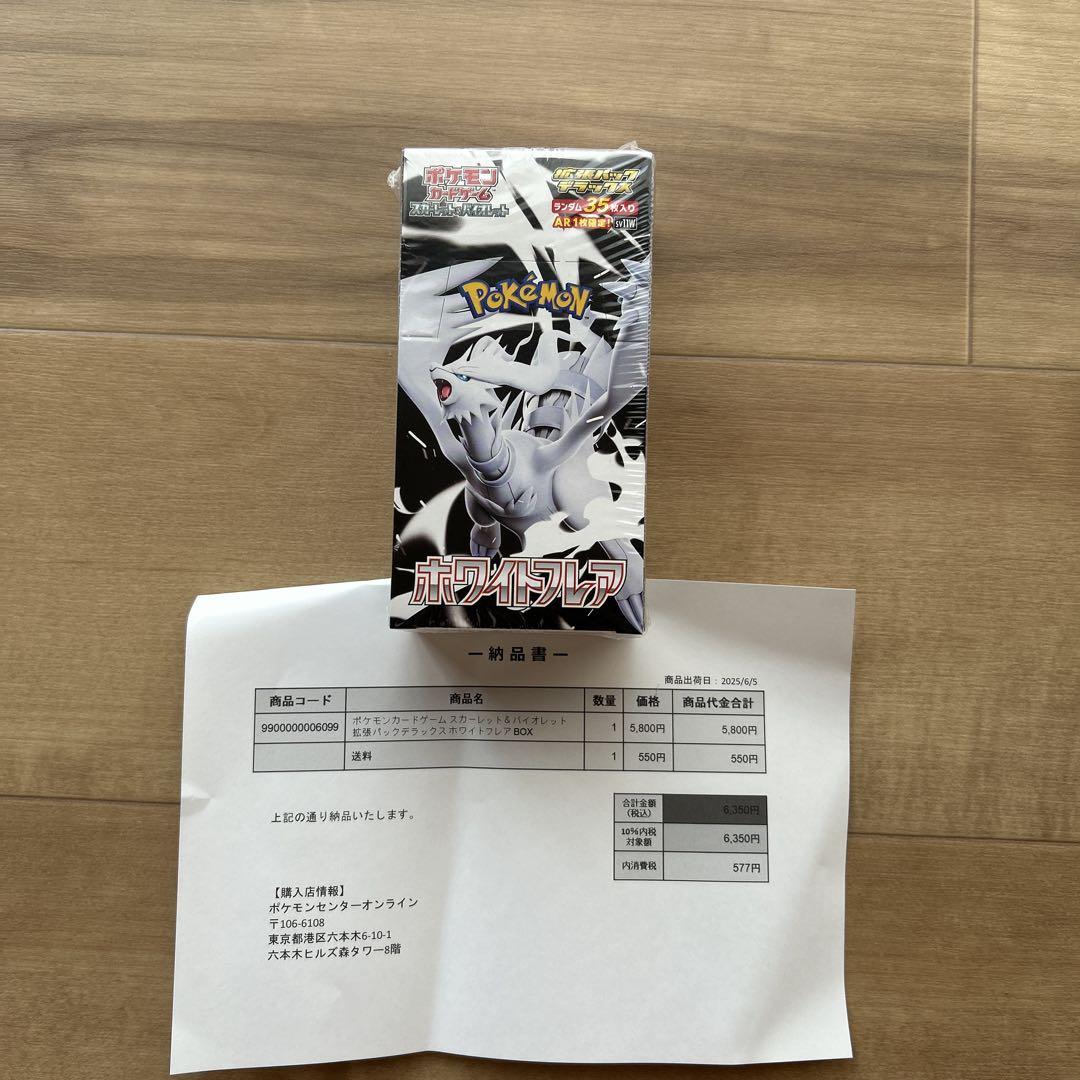 ポケモン
カードゲーム
スカーレット&バイオレット
拡張パック
デラックス
ランダム35枚入り
AR1枚確定! sv11W
POKÉMON
ホワイトフレア
ー納品書ー
商品出荷日：2025/6/5
商品コード 商品名 数量 価格 商品代金合計
9900000006099 ポケモンカードゲーム スカーレット＆バイオレット 1 5,800円 5,800円
拡張パックデラックス ホワイトフレア BOX
送料 1 550円 550円
上記の通り納品いたします。
合計金額 6,350円
（税込）
10%内税 6,350円
対象額
内消費税 577円
【購入店情報】
ポケモンセンターオンライン
〒106-6108
東京都港区六本木6-10-1
六本木ヒルズ森タワー8階